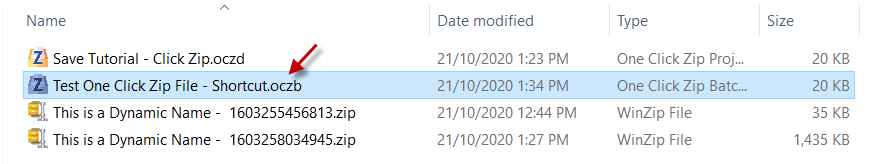 Name Date modified Type Size
Save Tutorial - Click Zip.oczd 21/10/2020 1:23 PM One Click Zip Proj... 20 KB
Test One Click Zip File - Shortcut.oczb 21/10/2020 1:34 PM One Click Zip Batc... 20 KB
This is a Dynamic Name - 1603255456813.zip 21/10/2020 12:44 PM WinZip File 35 KB
This is a Dynamic Name - 1603258034945.zip 21/10/2020 1:27 PM WinZip File 1,435 KB